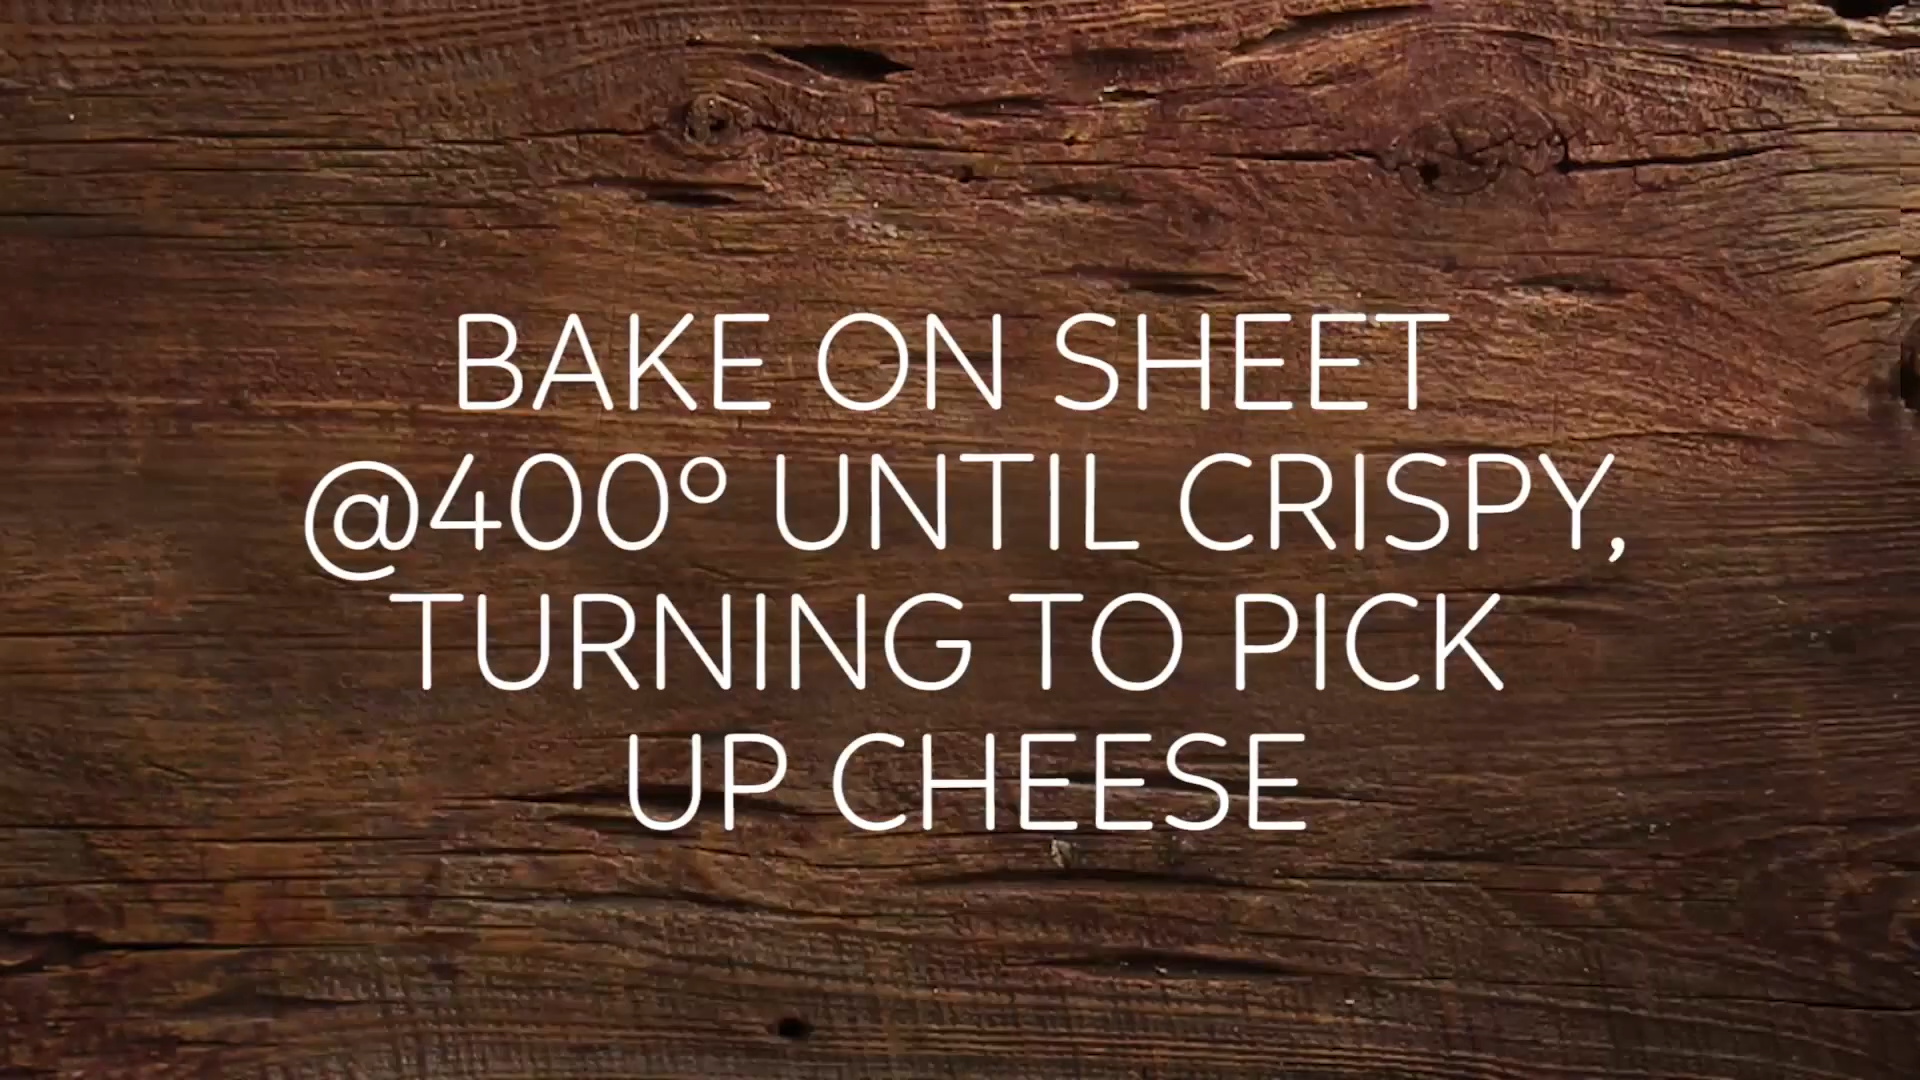 BAKE ON SHEET
@400° UNTIL CRISPY,
TURNING TO PICK
UP CHEESE